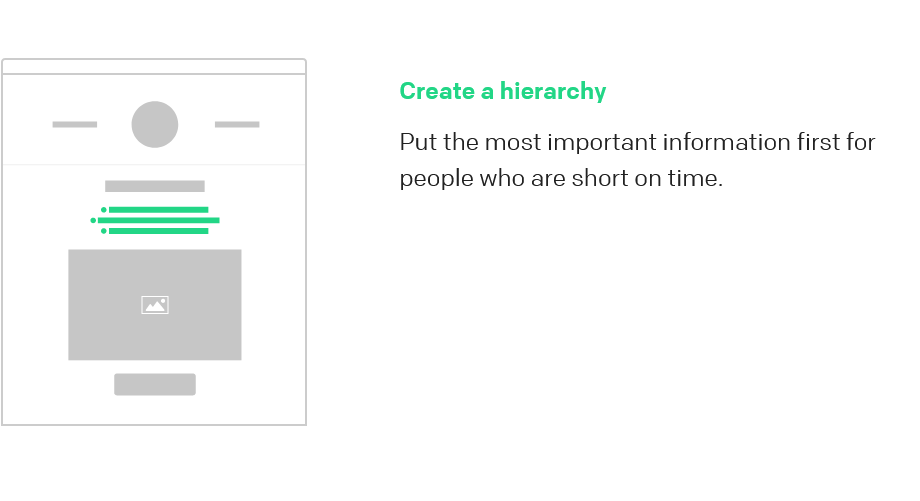 Create a hierarchy
Put the most important information first for
people who are short on time.